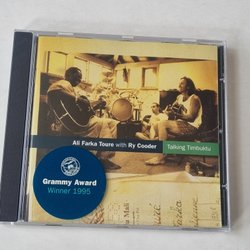 Ali Farka Toure with Ry Cooder
Talking Timbuktu
Grammy Award
Winner 1995